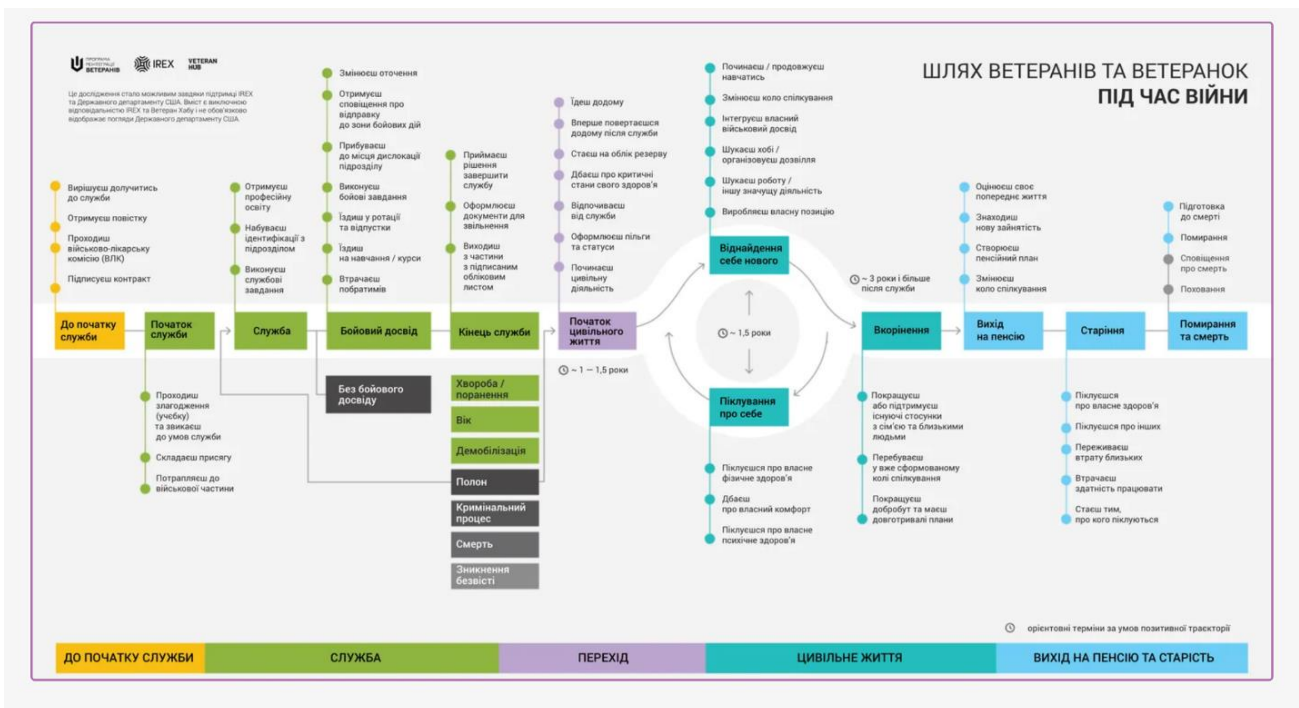 ПРОГРАМА
РЕІНТЕГРАЦІЇ
ВЕТЕРАНІВ
IREX
VETERAN
HUB
Це дослідження стало можливим завдяки підтримці IREX
та Державного департаменту США. Вміст є виключною
відповідальністю IREX та Ветеран Хабу і не обов'язково
відображає погляди Державного департаменту США.
ШЛЯХ ВЕТЕРАНІВ ТА ВЕТЕРАНОК
ПІД ЧАС ВІЙНИ
Вирішуєш долучитись
до служби
Отримуєш повістку
Проходиш
військово-лікарську
комісію (ВЛК)
Підписуєш контракт
До початку
служби
Початок
служби
Проходиш
злагодження
(учебку)
та звикаєш
до умов служби
Складаєш присягу
Потрапляєш до
військової частини
Отримуєш
професійну
освіту
Набуваєш
ідентифікації з
підрозділом
Виконуєш
службові
завдання
Служба
Змінюєш оточення
Отримуєш
сповіщення про
відправку
до зони бойових дій
Прибуваєш
до місця дислокації
підрозділу
Виконуєш
бойові завдання
Їздиш у ротації
та відпустки
Їздиш
на навчання / курси
Втрачаєш
побратимів
Бойовий досвід
Без бойового
досвіду
Приймаєш
рішення
завершити
службу
Оформлюєш
документи для
звільнення
Виходиш
з частини
з підписаним
обліковим
листом
Кінець служби
Хвороба /
поранення
Вік
Демобілізація
Полон
Кримінальний
процес
Смерть
Зникнення
безвісті
Їдеш додому
Вперше повертаєшся
додому після служби
Стаєш на облік резерву
Дбаєш про критичні
стани свого здоров'я
Відпочиваєш
від служби
Оформлюєш пільги
та статуси
Починаєш
цивільну
діяльність
Початок
цивільного
життя
~ 1 — 1,5 роки
Починаєш / продовжуєш
навчатись
Змінюєш коло спілкування
Інтегруєш власний
військовий досвід
Шукаєш хобі /
організовуєш дозвілля
Шукаєш роботу /
іншу значущу діяльність
Виробляєш власну позицію
Віднайдення
себе нового
~ 1,5 роки
Піклування
про себе
Піклуєшся про власне
фізичне здоров'я
Дбаєш
про власний комфорт
Піклуєшся про власне
психічне здоров'я
~ 3 роки і більше
після служби
Вкорінення
Покращуєш
або підтримуєш
існуючі стосунки
з сім'єю та близькими
людьми
Перебуваєш
у вже сформованому
колі спілкування
Покращуєш
добробут та маєш
довготривалі плани
Оцінюєш своє
попереднє життя
Знаходиш
нову зайнятість
Створюєш
пенсійний план
Змінюєш
коло спілкування
Вихід
на пенсію
Старіння
Піклуєшся
про власне здоров'я
Піклуєшся про інших
Переживаєш
втрату близьких
Втрачаєш
здатність працювати
Стаєш тим,
про кого піклуються
Підготовка
до смерті
Помирання
Сповіщення
про смерть
Поховання
Помирання
та смерть
орієнтовні терміни за умов позитивної траєкторії
ДО ПОЧАТКУ СЛУЖБИ
СЛУЖБА
ПЕРЕХІД
ЦИВІЛЬНЕ ЖИТТЯ
ВИХІД НА ПЕНСІЮ ТА СТАРІСТЬ